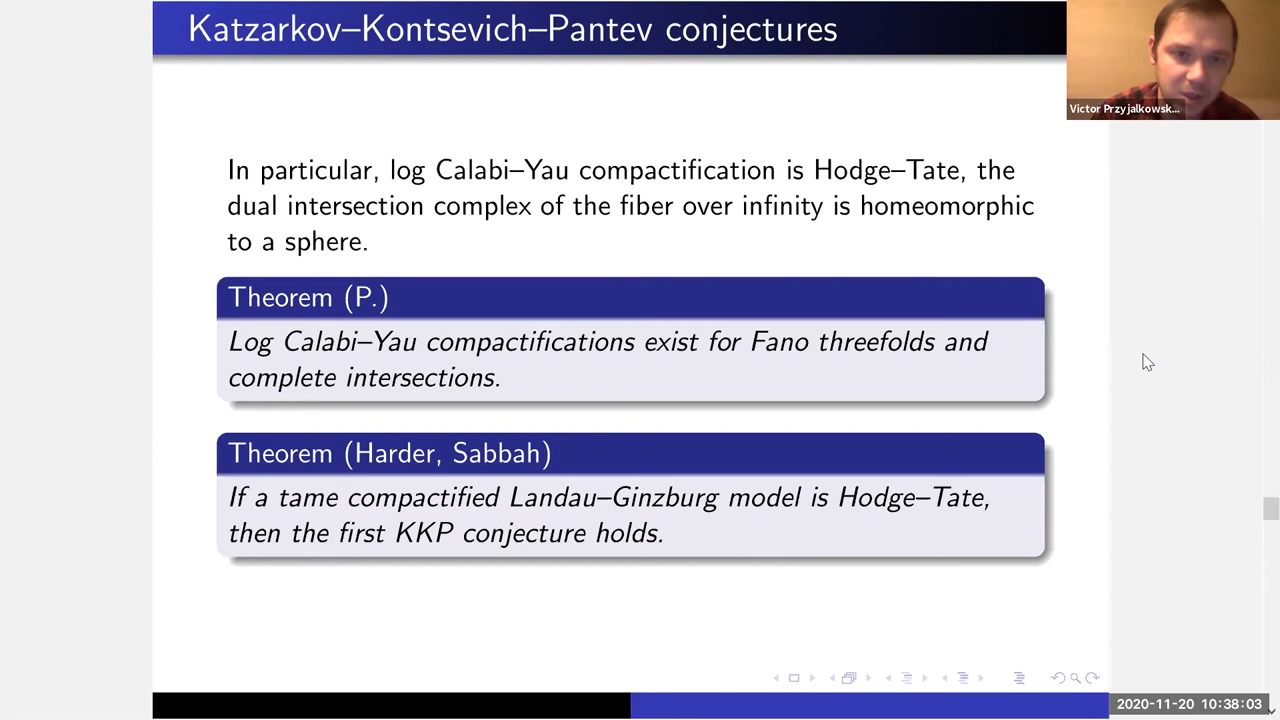 Katzarkov–Kontsevich–Pantev conjectures
Victor Przyjalkowsk...
In particular, log Calabi–Yau compactification is Hodge–Tate, the
dual intersection complex of the fiber over infinity is homeomorphic
to a sphere.
Theorem (P.)
Log Calabi–Yau compactifications exist for Fano threefolds and
complete intersections.
Theorem (Harder, Sabbah)
If a tame compactified Landau–Ginzburg model is Hodge–Tate,
then the first KKP conjecture holds.
2020-11-20 10:38:03